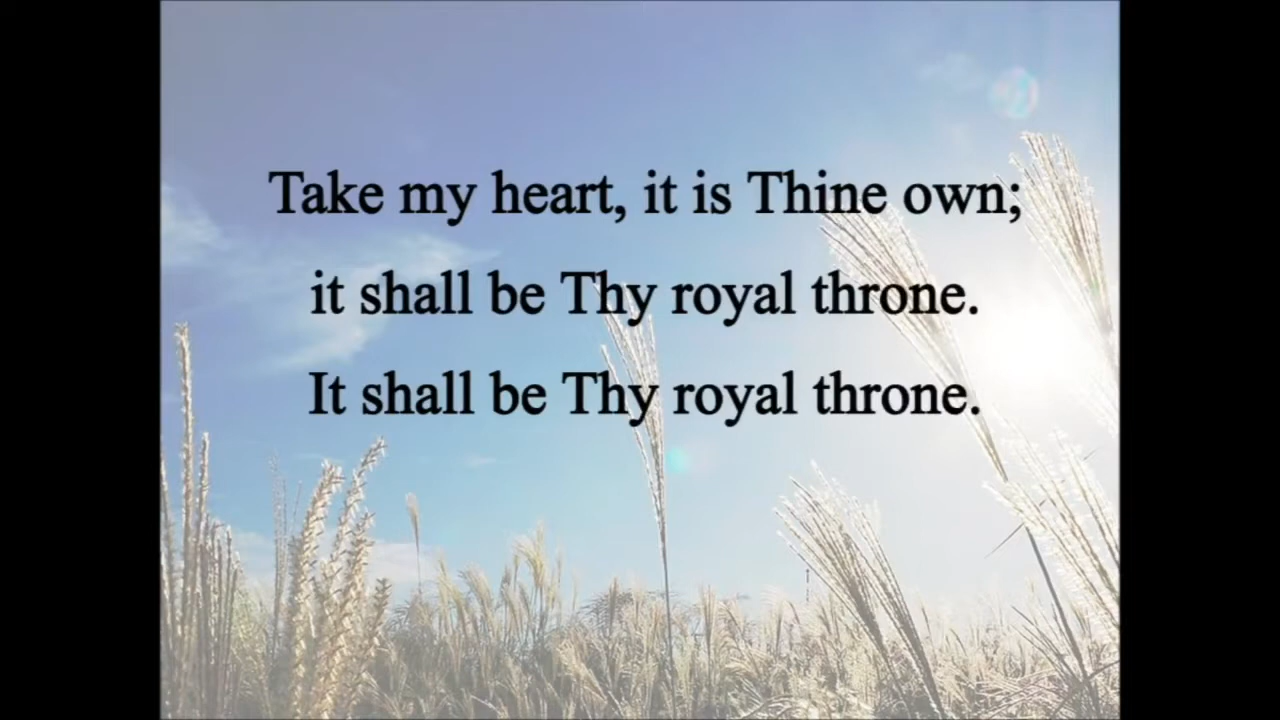 Take my heart, it is Thine own;
it shall be Thy royal throne.
It shall be Thy royal throne.